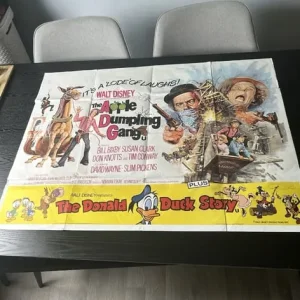 IT'S A LODE OF LAUGHS!
WALT DISNEY
The Apple
Dumpling
Gang
BILL BIXBY SUSAN CLARK
DON KNOTTS and TIM CONWAY
DAVID WAYNE SLIM PICKENS
PLUS
The Donald Duck Story